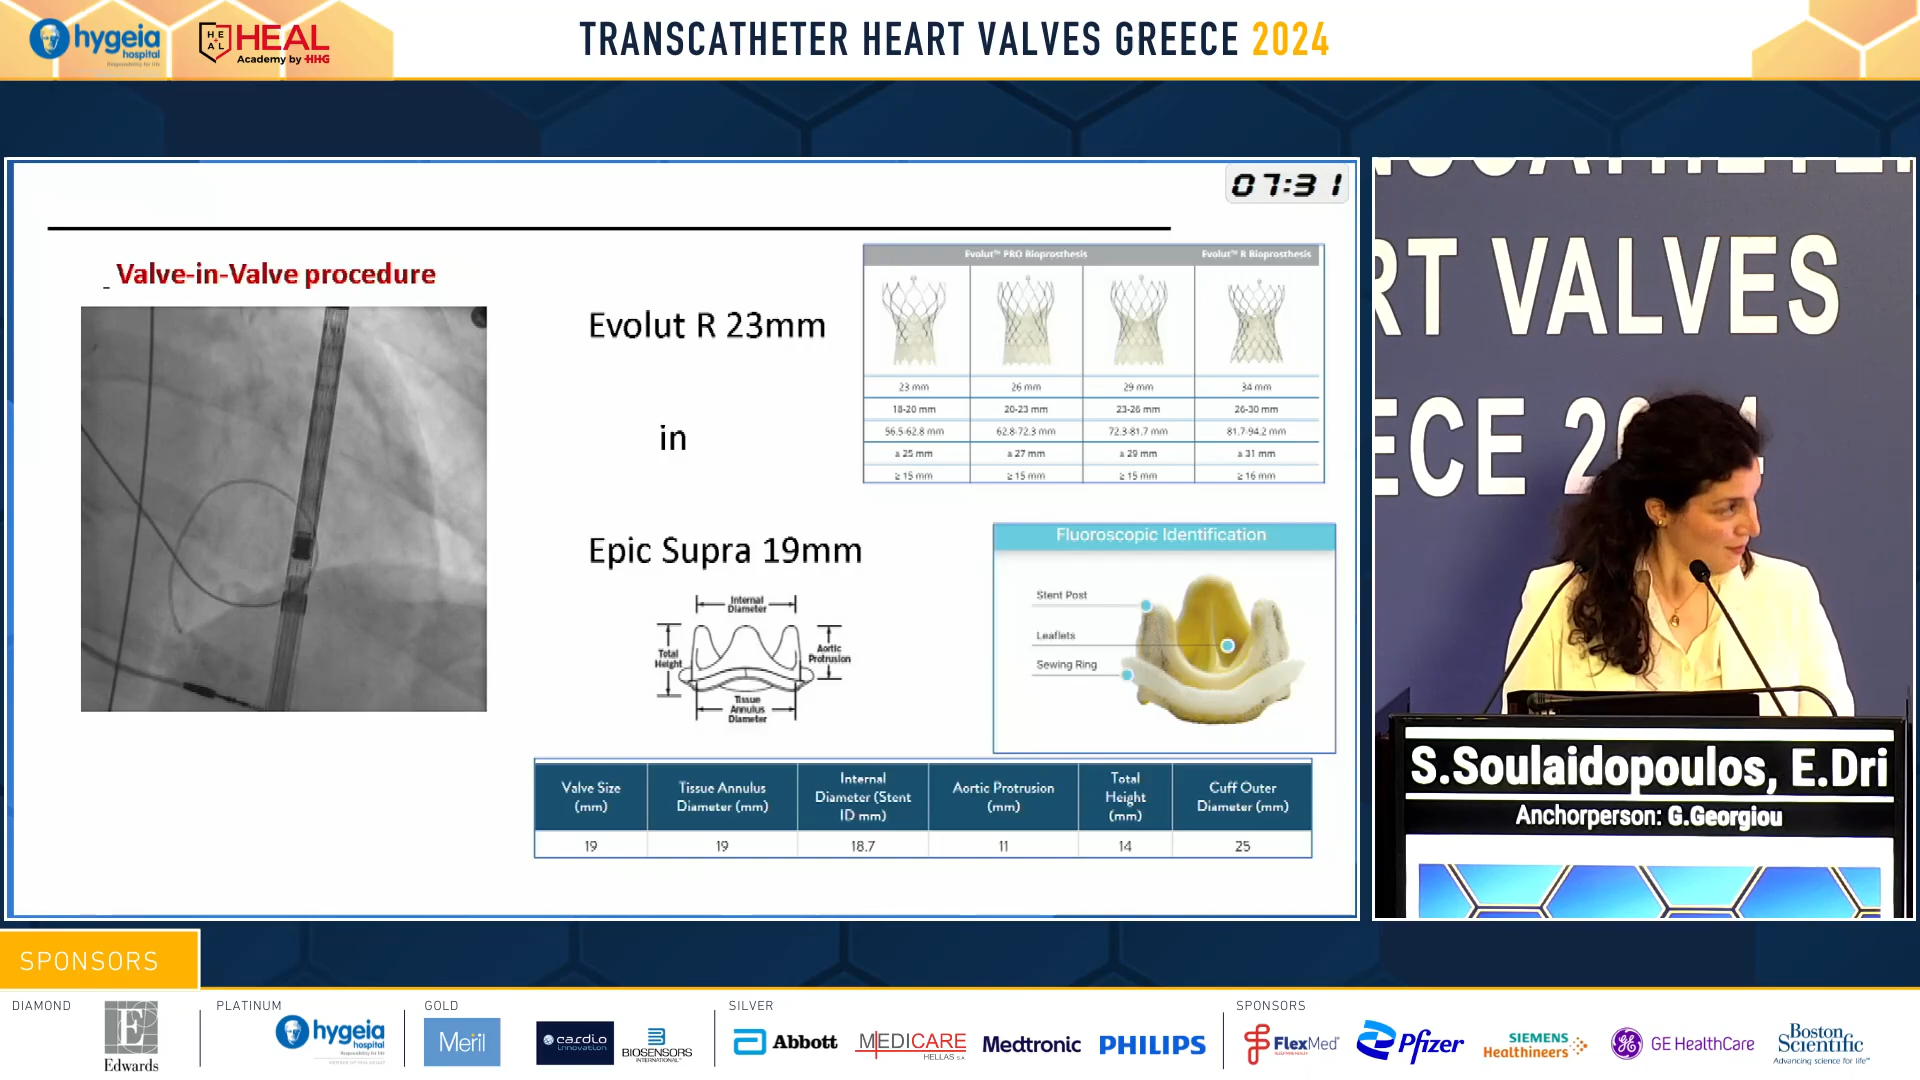 hygeia
hospital
HEAL
HEAL
Academy by HHG
TRANSCATHETER HEART VALVES GREECE 2024
07:31
Valve-in-Valve procedure
Evolut R 23mm
in
Epic Supra 19mm
Evolut™ PRO Bioprosthesis Evolut™ R Bioprosthesis
23 mm 26 mm 29 mm 34 mm
18-20 mm 20-23 mm 23-26 mm 26-30 mm
56.5-62.8 mm 62.8-72.3 mm 72.3-81.7 mm 81.7-94.2 mm
25 mm 27 mm 29 mm 31 mm
≥ 15 mm ≥ 15 mm ≥ 15 mm ≥ 16 mm
Fluoroscopic Identification
Stent Post
Leaflets
Sewing Ring
Internal
Diameter
Total
Height
Aortic
Protrusion
Tissue
Annulus
Diameter
Valve Size (mm) Tissue Annulus Diameter (mm) Internal Diameter (Stent ID mm) Aortic Protrusion (mm) Total Height (mm) Cuff Outer Diameter (mm)
19 19 18.7 11 14 25
RT VALVES
ECE 2
S.Soulaidopoulos, E.Dri
Anchorperson: G.Georgiou
SPONSORS
DIAMOND
Edwards
PLATINUM
hygeia
hospital
GOLD
Meril
cardio
innovation
BIOSENSORS
INTERNATIONAL
SILVER
Abbott
MEDICARE
HELLAS S.A.
Medtronic
PHILIPS
SPONSORS
FlexMed
Pfizer
SIEMENS
Healthineers
GE HealthCare
Boston
Scientific
Advancing science for life™